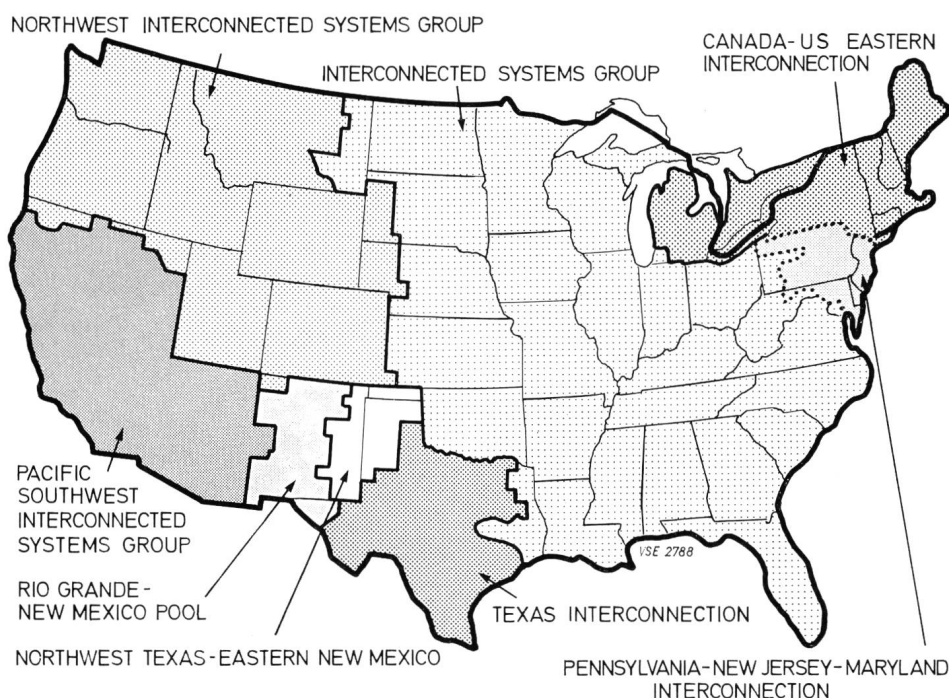 NORTHWEST INTERCONNECTED SYSTEMS GROUP
INTERCONNECTED SYSTEMS GROUP
CANADA-US EASTERN
INTERCONNECTION
PACIFIC
SOUTHWEST
INTERCONNECTED
SYSTEMS GROUP
RIO GRANDE-
NEW MEXICO POOL
NORTHWEST TEXAS-EASTERN NEW MEXICO
VSE 2788
TEXAS INTERCONNECTION
PENNSYLVANIA-NEW JERSEY-MARYLAND
INTERCONNECTION